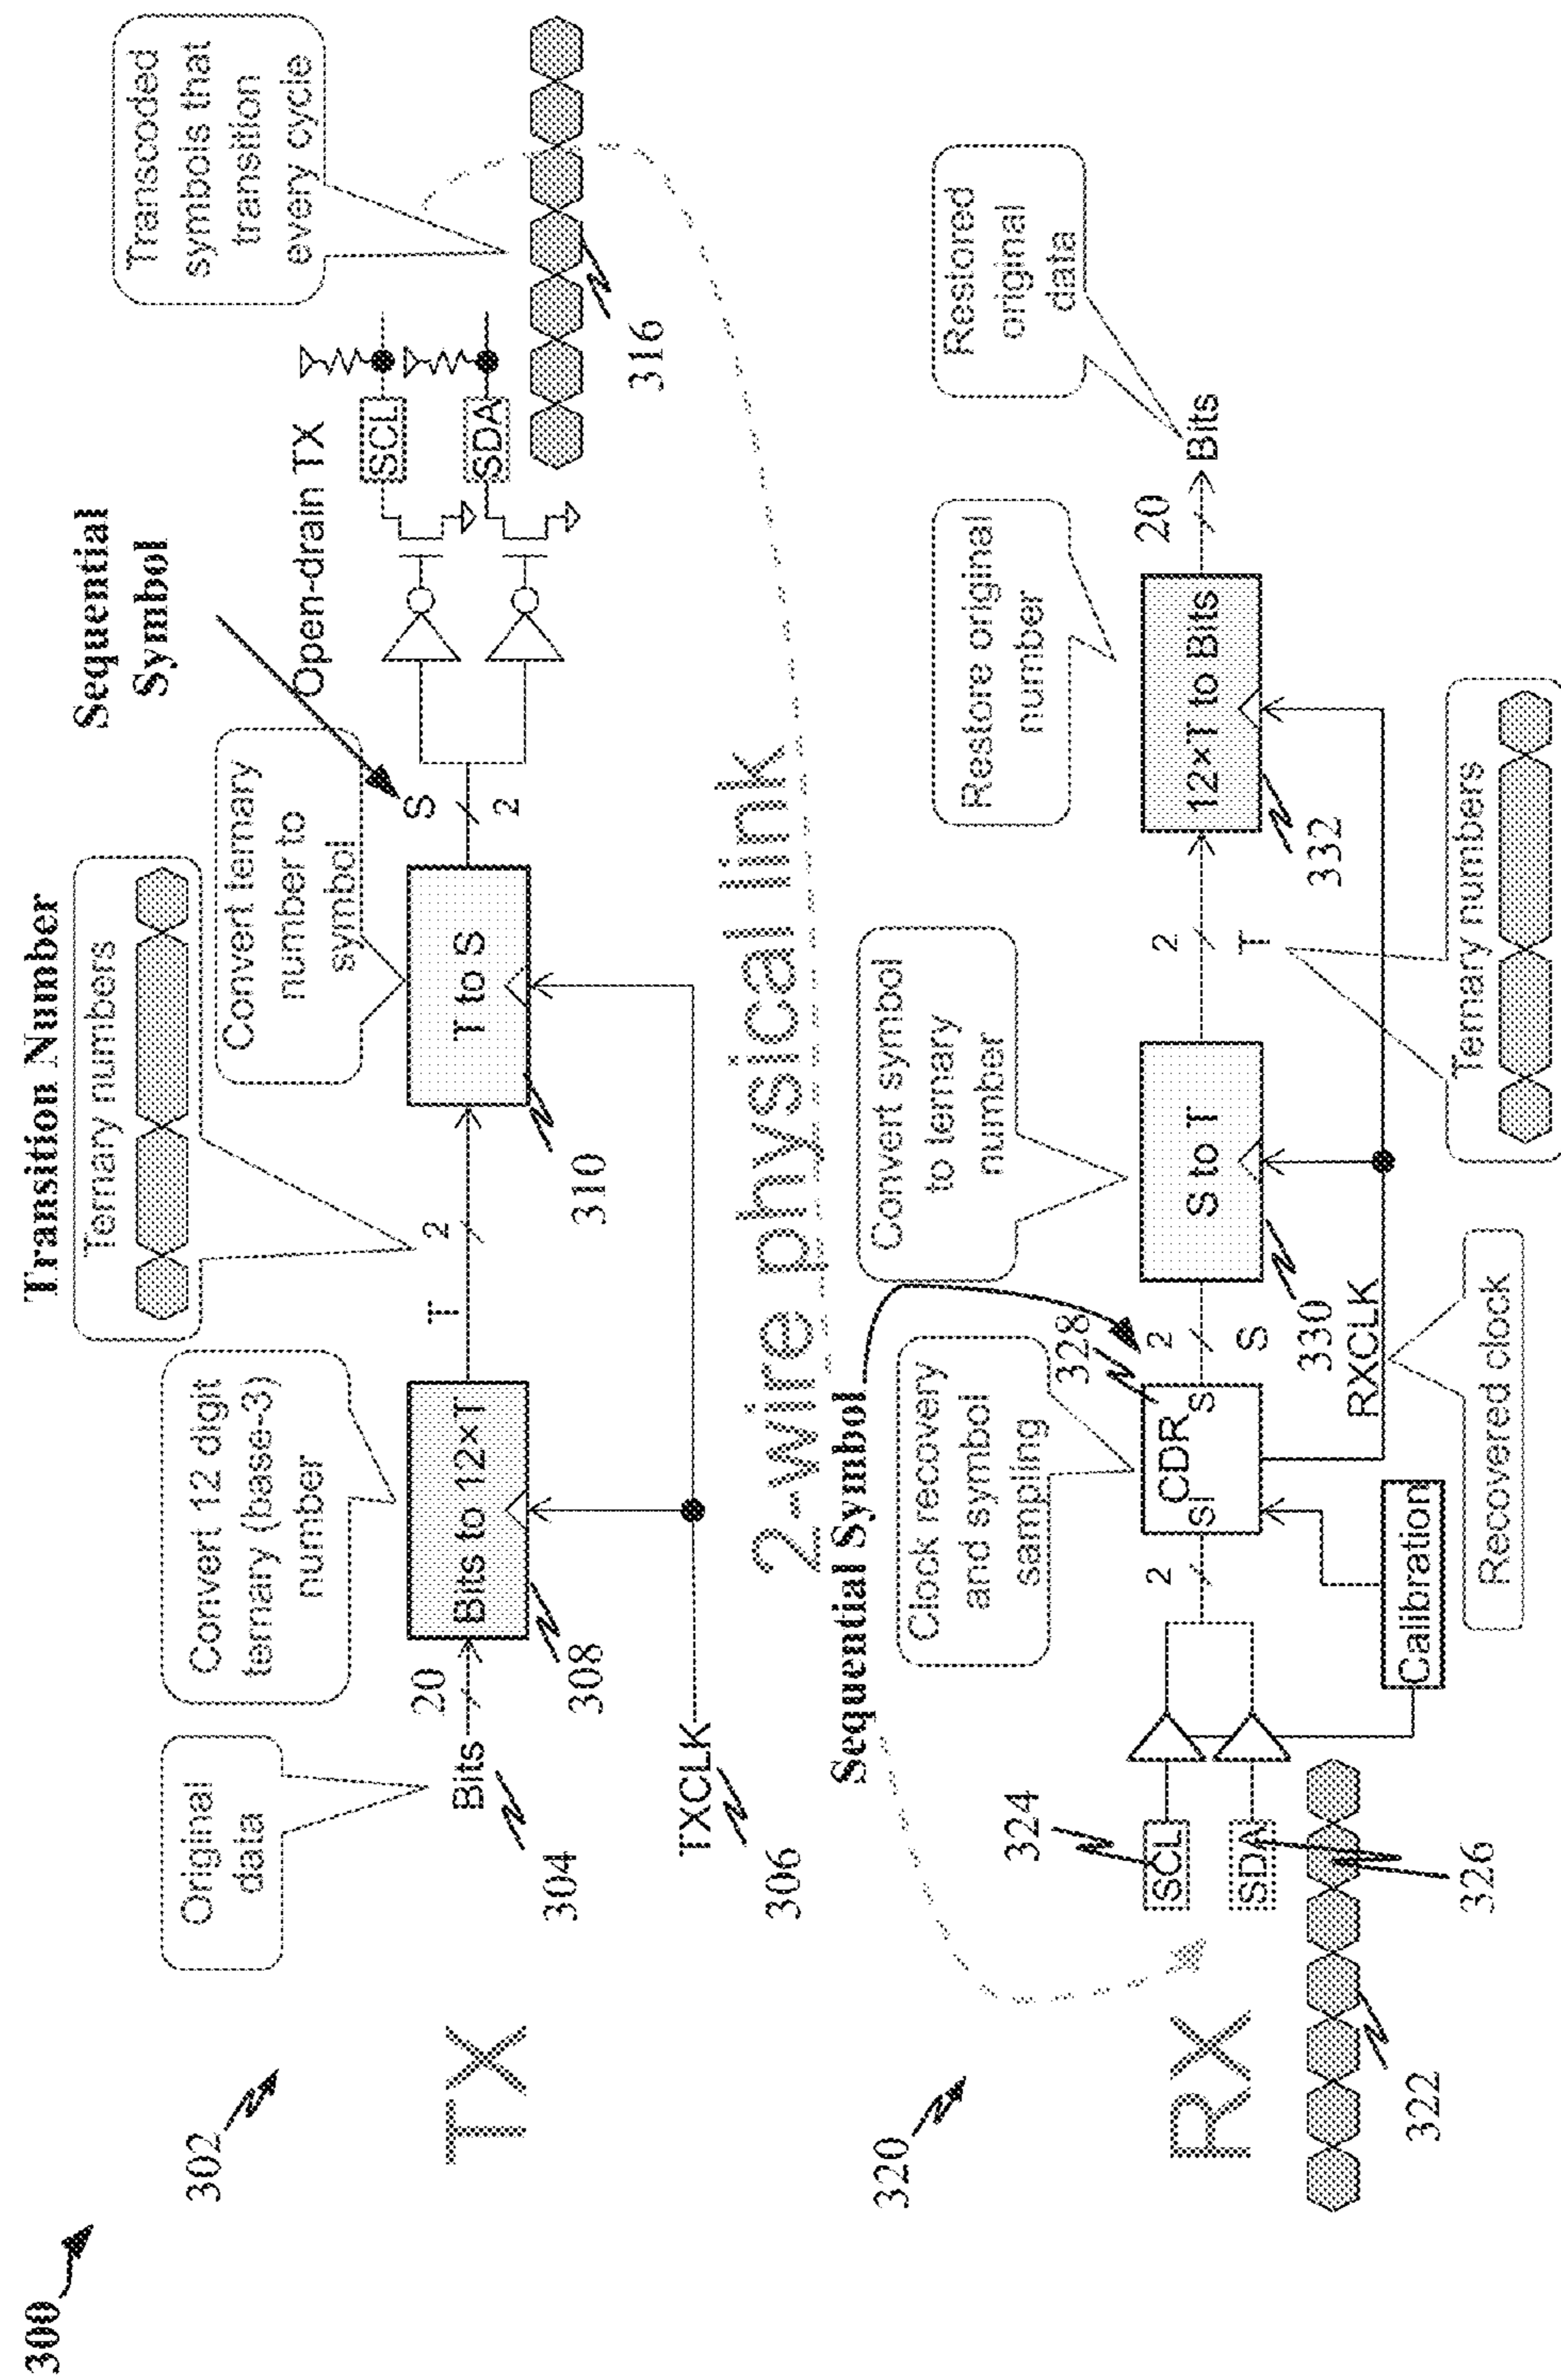 300
302
TX
Original
data
Bits
304
20
Convert 12 digit
ternary (base-3)
number
Bits to 12×T
308
TXCLK
306
T
2
Transition Number
Ternary numbers
Convert ternary
number to
symbol
T to S
310
S
2
Sequential
Symbol
Open-drain TX
SCL
SDA
Transcoded
symbols that
transition
every cycle
316
2-wire physical link
320
RX
322
SCL
324
SDA
326
2
Sequential Symbol
Clock recovery
and symbol
sampling
SI
CDR
S
328
Calibration
2
S
RXCLK
Recovered clock
Convert symbol
to ternary
number
S to T
330
2
T
Ternary numbers
Restore original
number
12×T to Bits
332
20
Bits
Restored
original
data